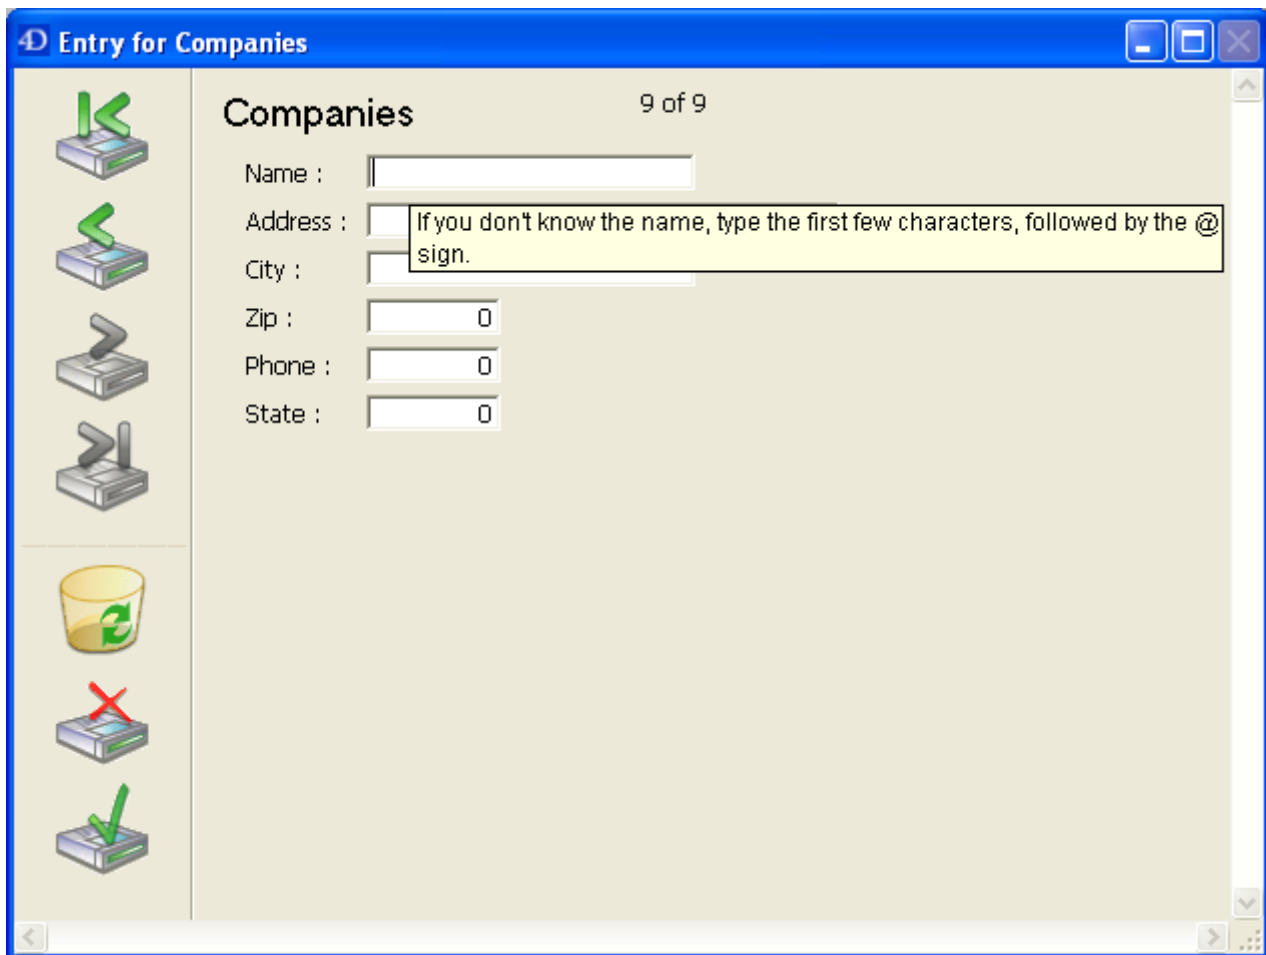 4D Entry for Companies
Companies
9 of 9
Name :
Address :
If you don't know the name, type the first few characters, followed by the @
sign.
City :
Zip : 0
Phone : 0
State : 0